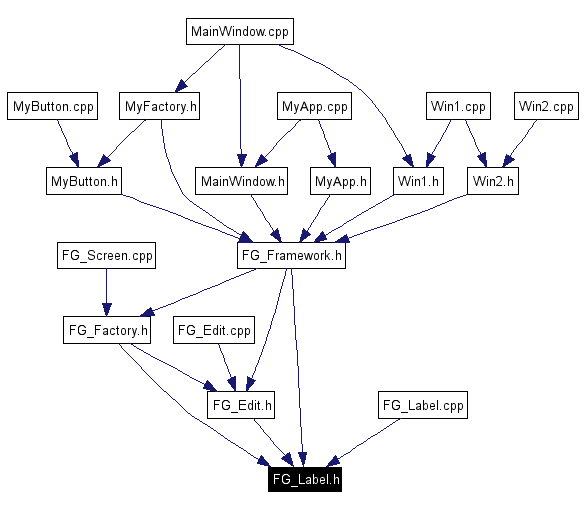 MainWindow.cpp
MyButton.cpp
MyFactory.h
MyApp.cpp
Win1.cpp
Win2.cpp
MyButton.h
MainWindow.h
MyApp.h
Win1.h
Win2.h
FG_Screen.cpp
FG_Framework.h
FG_Factory.h
FG_Edit.cpp
FG_Edit.h
FG_Label.cpp
FG_Label.h